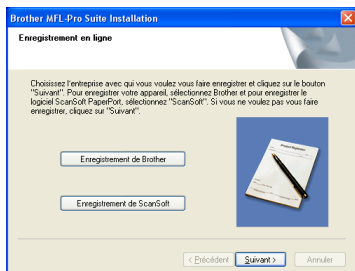 Brother MFL-Pro Suite Installation
Enregistrement en ligne
Choisissez l'entreprise avec qui vous voulez vous faire enregistrer et cliquez sur le bouton
"Suivant". Pour enregistrer votre appareil, sélectionnez Brother et pour enregistrer le
logiciel ScanSoft PaperPort, sélectionnez "ScanSoft". Si vous ne voulez pas vous faire
enregistrer, cliquez sur "Suivant".
Enregistrement de Brother
Enregistrement de ScanSoft
< Précédent
Suivant >
Annuler